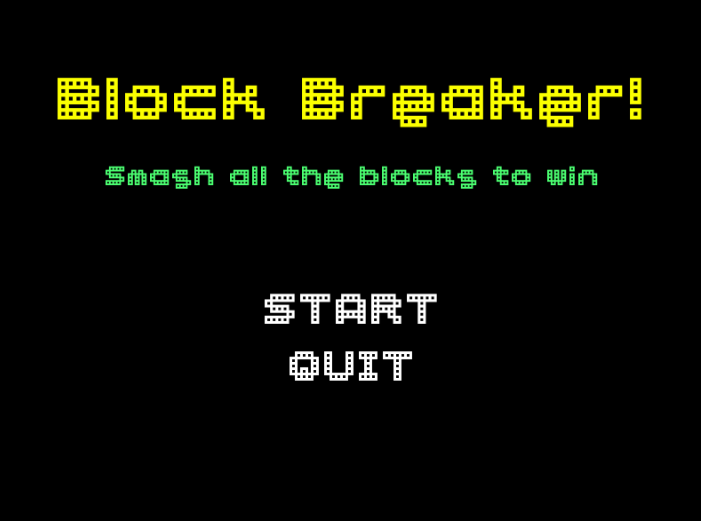 Block Breaker!
Smash all the blocks to win
START
QUIT